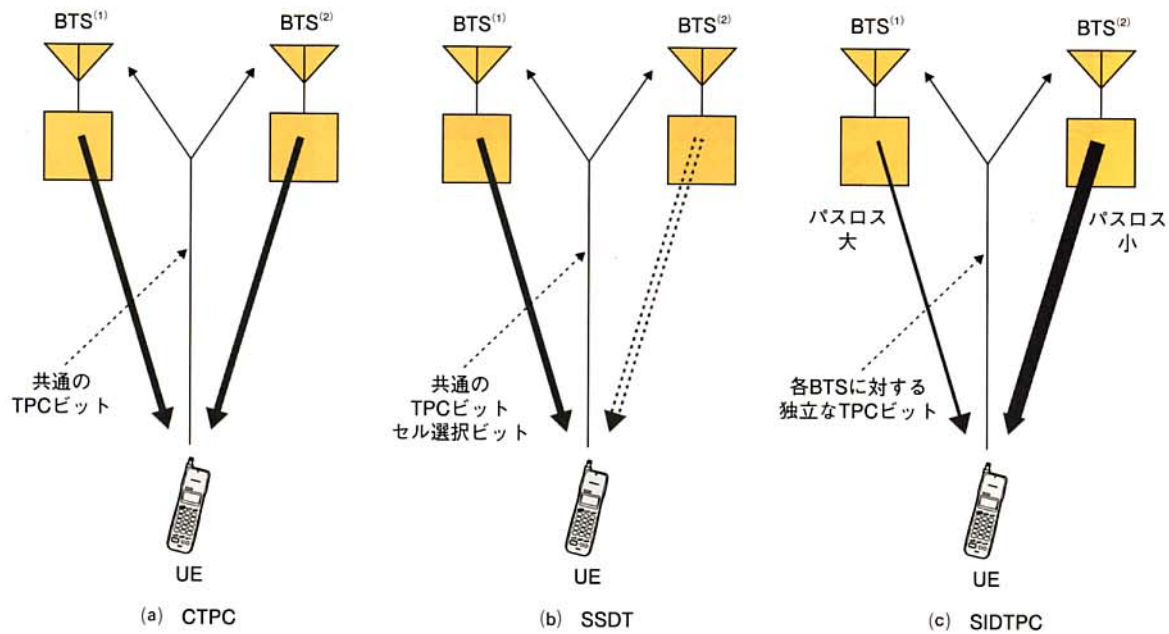 BTS(1)
BTS(2)
共通の
TPCビット
UE
(a) CTPC
BTS(1)
BTS(2)
共通の
TPCビット
セル選択ビット
UE
(b) SSDT
BTS(1)
BTS(2)
パスロス
大
パスロス
小
各BTSに対する
独立なTPCビット
UE
(c) SIDTPC